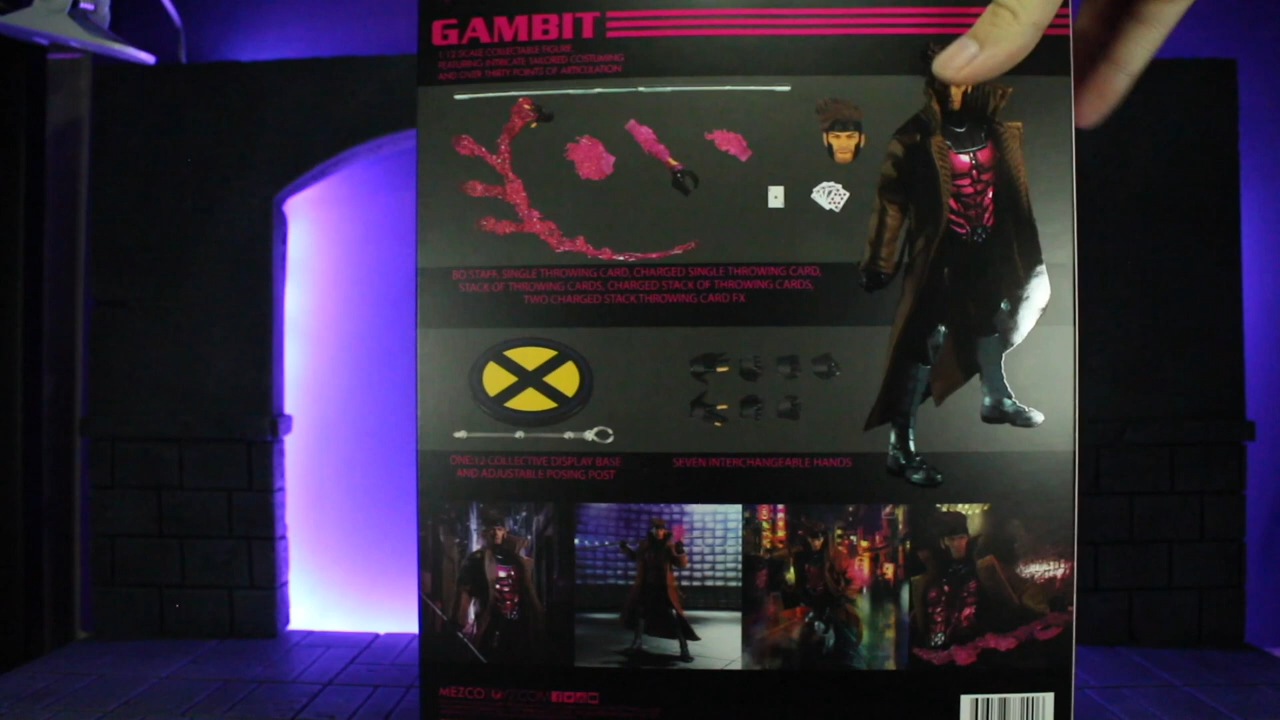 GAMBIT
1:12 SCALE COLLECTABLE FIGURE,
FEATURING INTRICATE TAILORED COSTUMING
AND OVER THIRTY POINTS OF ARTICULATION
BO STAFF, SINGLE THROWING CARD, CHARGED SINGLE THROWING CARD,
STACK OF THROWING CARDS, CHARGED STACK OF THROWING CARDS,
TWO CHARGED STACK THROWING CARD FX
ONE:12 COLLECTIVE DISPLAY BASE
AND ADJUSTABLE POSING POST
SEVEN INTERCHANGEABLE HANDS
MEZCO